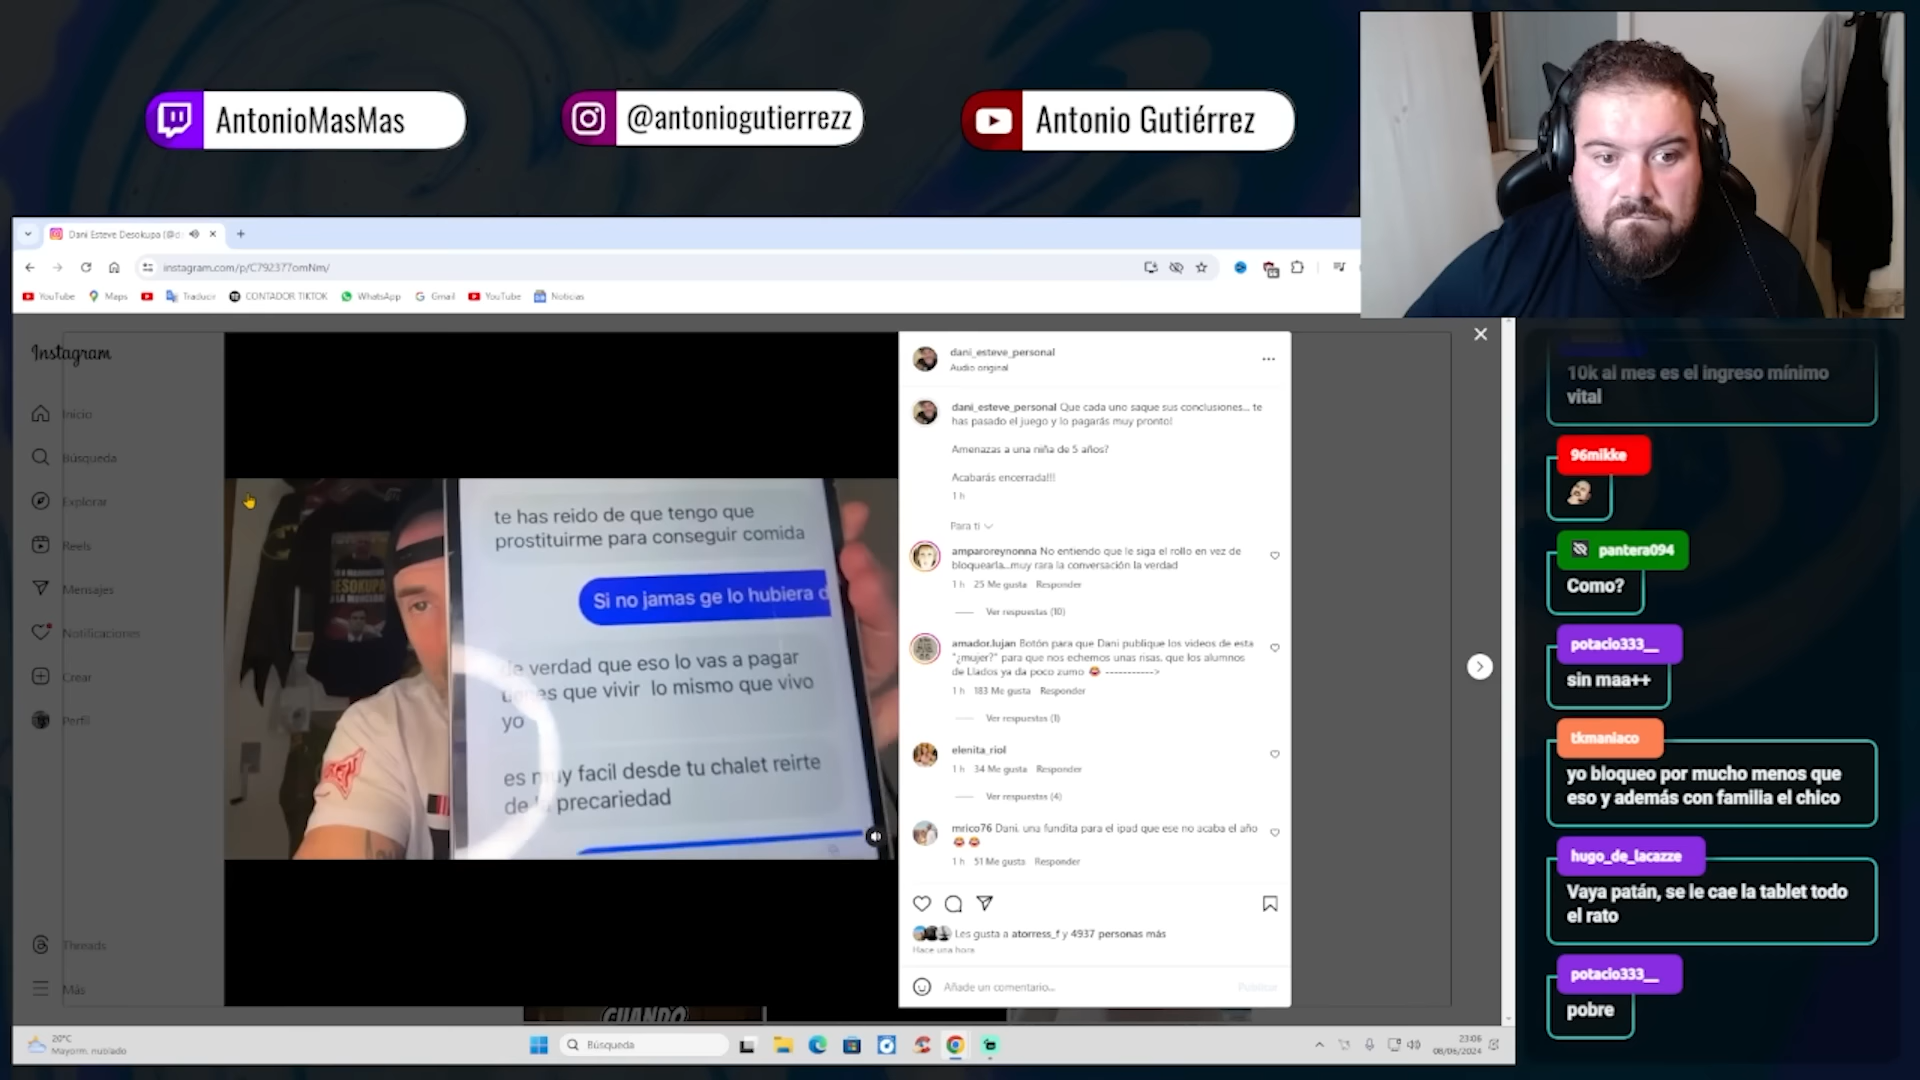 AntonioMasMas
@antoniogutierrezz
Antonio Gutiérrez
Dani Esteve Desokupa (@d
instagram.com/p/C792377omNm/
YouTube
Maps
Traducir
CONTADOR TIKTOK
WhatsApp
Gmail
YouTube
Noticias
Instagram
Inicio
Búsqueda
Explorar
Reels
Mensajes
Notificaciones
Crear
Perfil
Threads
Más
DESOKUPA
te has reido de que tengo que
prostituirme para conseguir comida
Si no jamas ge lo hubiera d
de verdad que eso lo vas a pagar
tienes que vivir lo mismo que vivo
yo
es muy facil desde tu chalet reirte
de la precariedad
CUANDO
dani_esteve_personal
Audio original
dani_esteve_personal Que cada uno saque sus conclusiones... te
has pasado el juego y lo pagarás muy pronto!
Amenazas a una niña de 5 años?
Acabarás encerrada!!!
1 h
Para ti
amparoreynonna No entiendo que le siga el rollo en vez de
bloquearla...muy rara la conversación la verdad
1 h 25 Me gusta Responder
Ver respuestas (10)
amador.lujan Botón para que Dani publique los videos de esta
"¿mujer?" para que nos echemos unas risas, que los alumnos
de Llados ya da poco zumo 😂 ----------->
1 h 183 Me gusta Responder
Ver respuestas (1)
elenita_riol
1 h 34 Me gusta Responder
Ver respuestas (4)
mrico76 Dani, una fundita para el ipad que ese no acaba el año
😂 😂
1 h 51 Me gusta Responder
Les gusta a atorress_f y 4937 personas más
Hace una hora
Añade un comentario...
Publicar
10k al mes es el ingreso mínimo
vital
96mikke
pantera094
Como?
potacio333__
sin maa++
tkmaniaco
yo bloqueo por mucho menos que
eso y además con familia el chico
hugo_de_lacazze
Vaya patán, se le cae la tablet todo
el rato
potacio333__
pobre
20°C
Mayorm. nublado
Búsqueda
23:06
08/06/2024